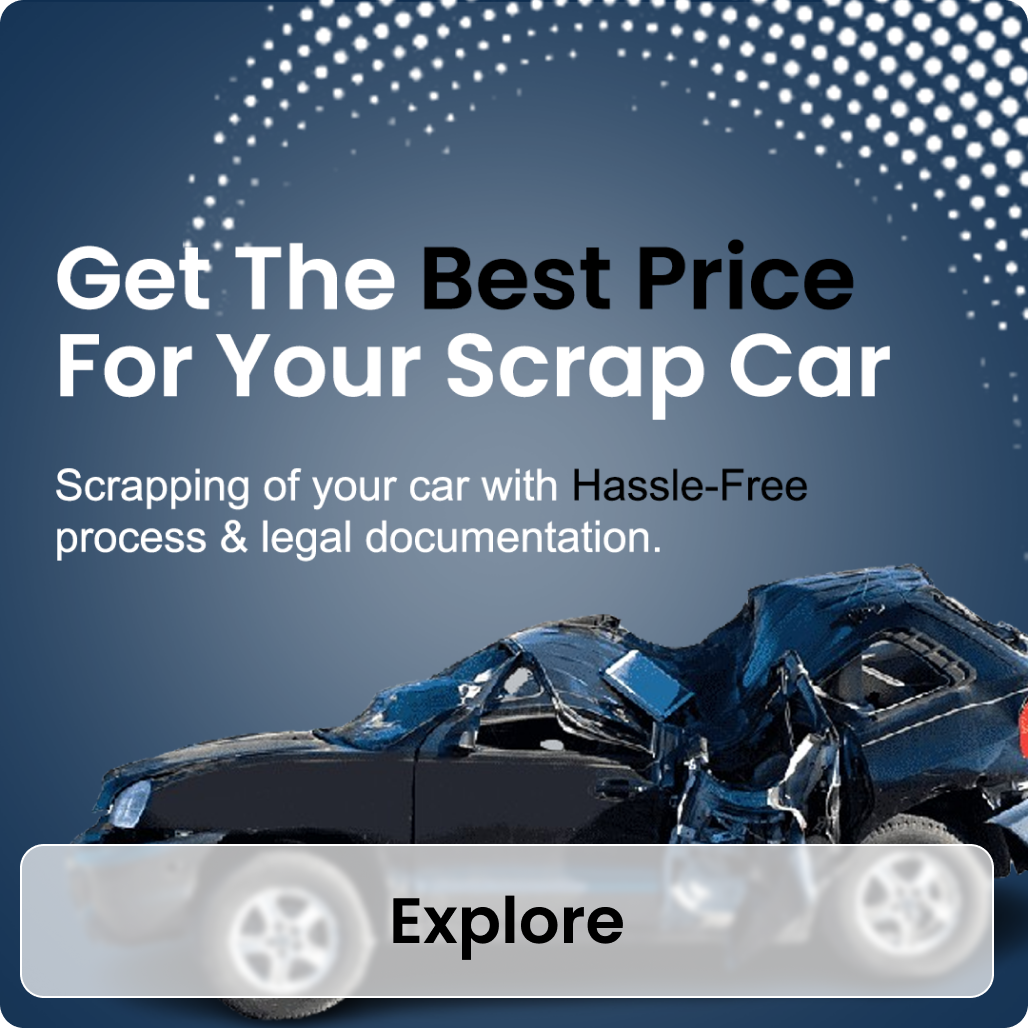 Get The Best Price
For Your Scrap Car
Scrapping of your car with Hassle-Free
process & legal documentation.
Explore